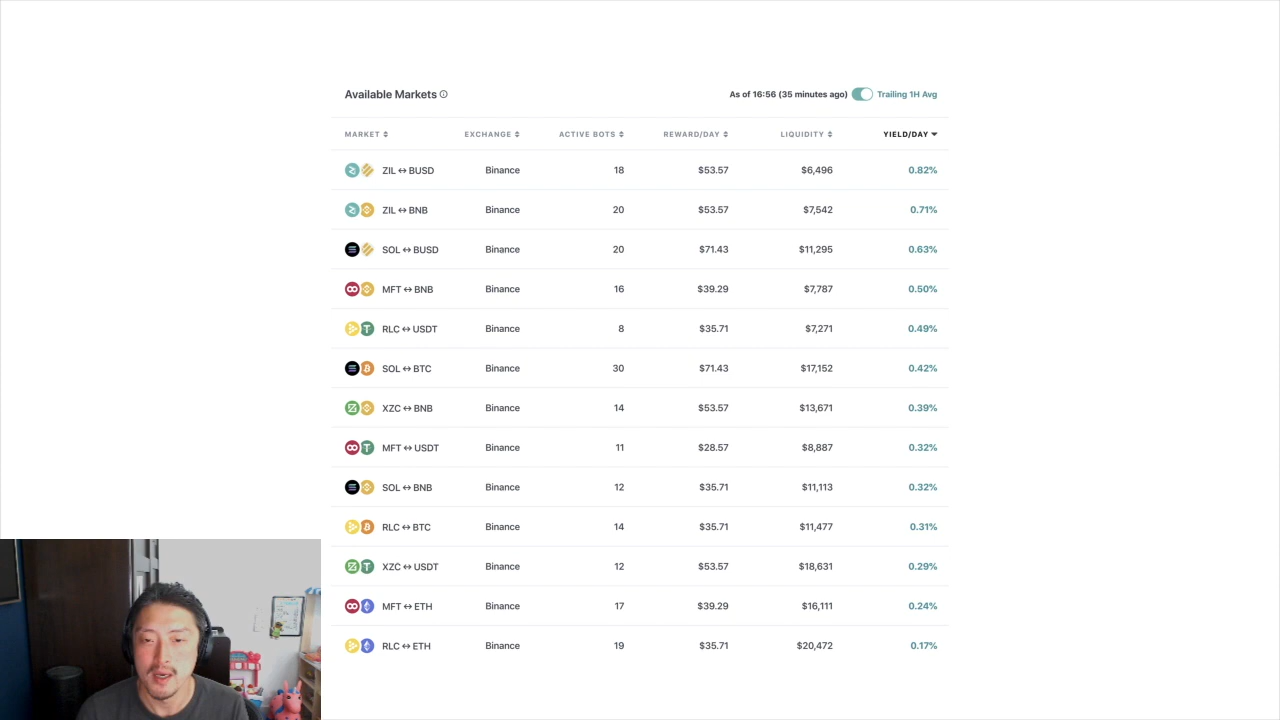 Available Markets
As of 16:56 (35 minutes ago) Trailing 1H Avg
MARKET EXCHANGE ACTIVE BOTS REWARD/DAY LIQUIDITY YIELD/DAY
ZIL ↔ BUSD Binance 18 $53.57 $6,496 0.82%
ZIL ↔ BNB Binance 20 $53.57 $7,542 0.71%
SOL ↔ BUSD Binance 20 $71.43 $11,295 0.63%
MFT ↔ BNB Binance 16 $39.29 $7,787 0.50%
RLC ↔ USDT Binance 8 $35.71 $7,271 0.49%
SOL ↔ BTC Binance 30 $71.43 $17,152 0.42%
XZC ↔ BNB Binance 14 $53.57 $13,671 0.39%
MFT ↔ USDT Binance 11 $28.57 $8,887 0.32%
SOL ↔ BNB Binance 12 $35.71 $11,113 0.32%
RLC ↔ BTC Binance 14 $35.71 $11,477 0.31%
XZC ↔ USDT Binance 12 $53.57 $18,631 0.29%
MFT ↔ ETH Binance 17 $39.29 $16,111 0.24%
RLC ↔ ETH Binance 19 $35.71 $20,472 0.17%